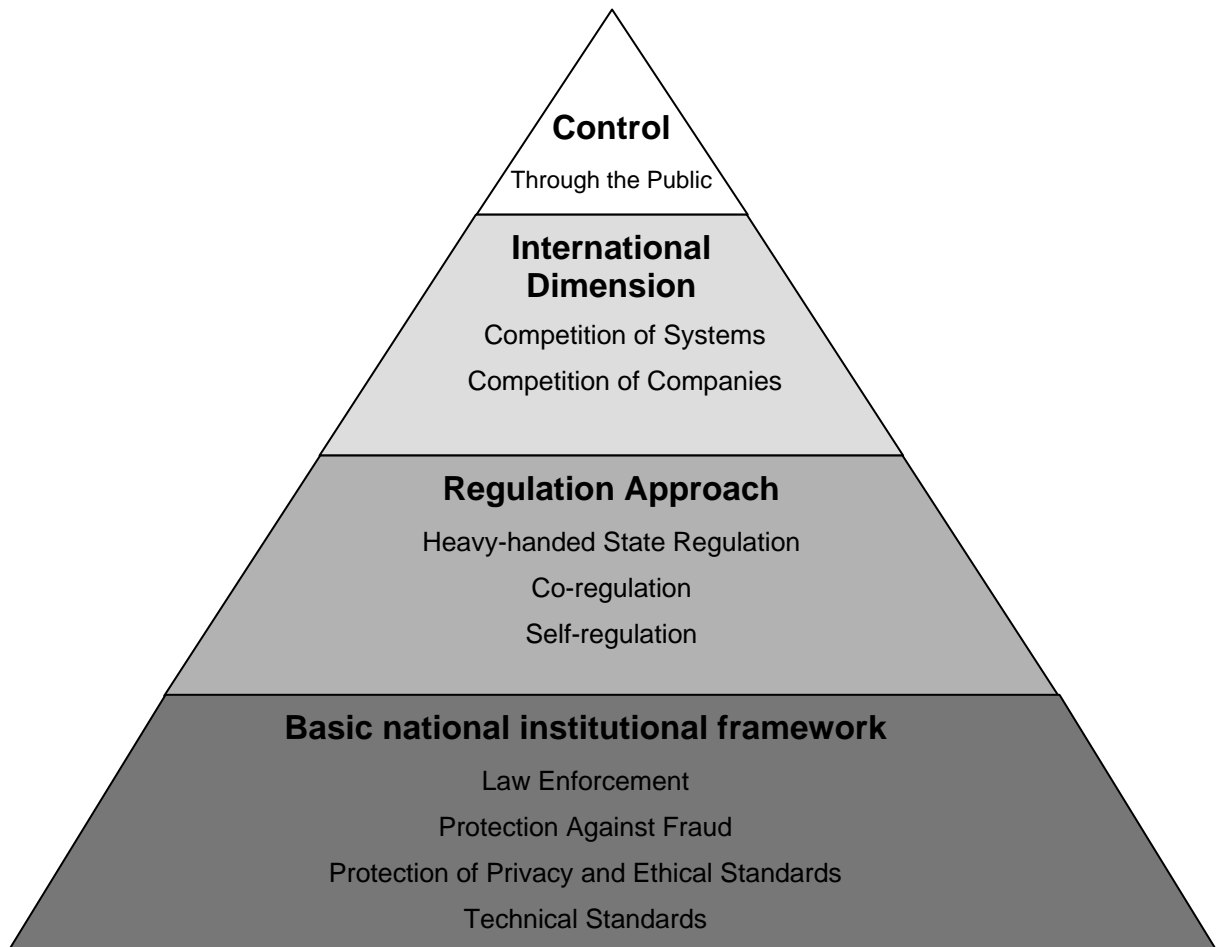 Control
Through the Public
International
Dimension
Competition of Systems
Competition of Companies
Regulation Approach
Heavy-handed State Regulation
Co-regulation
Self-regulation
Basic national institutional framework
Law Enforcement
Protection Against Fraud
Protection of Privacy and Ethical Standards
Technical Standards